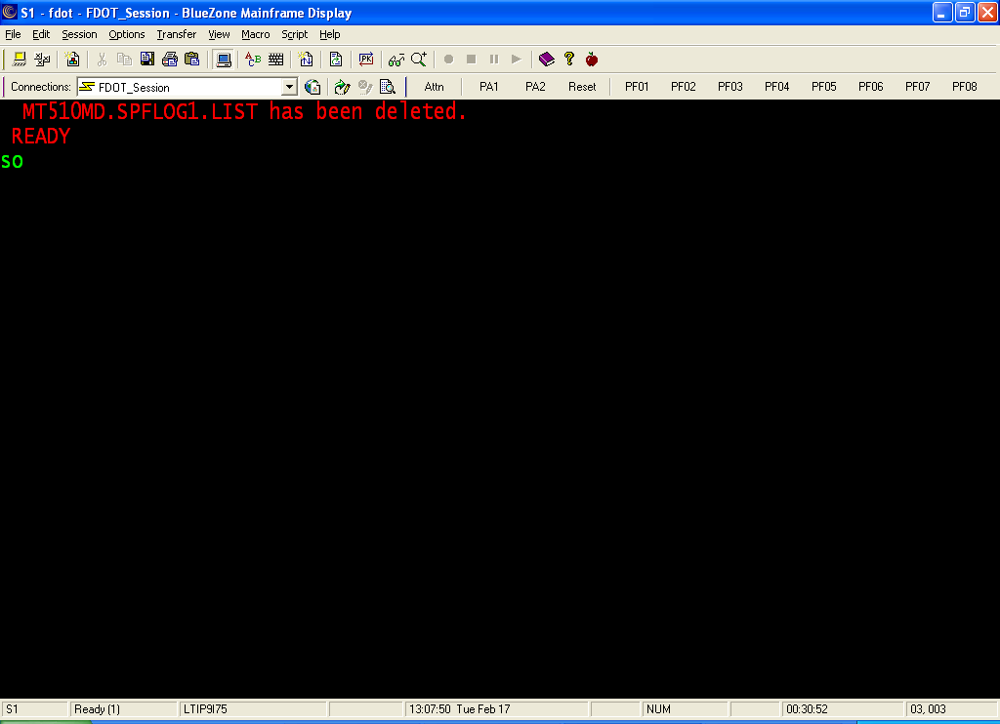 S1 - fdot - FDOT_Session - BlueZone Mainframe Display
File Edit Session Options Transfer View Macro Script Help
Connections: FDOT_Session Attn PA1 PA2 Reset PF01 PF02 PF03 PF04 PF05 PF06 PF07 PF08
MT510MD.SPFLOG1.LIST has been deleted.
READY
so
S1 Ready (1) LTIP9I75 13:07:50 Tue Feb 17 NUM 00:30:52 03, 003